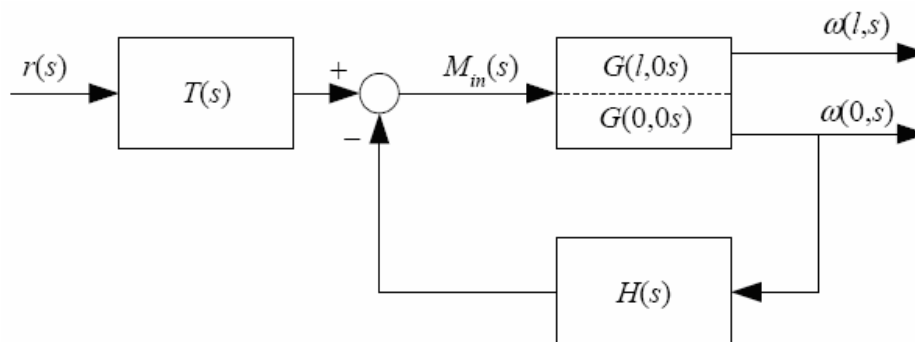 ω(l,s)
r(s)
T(s)
+
−
M_in(s)
G(l,0s)
G(0,0s)
ω(0,s)
H(s)